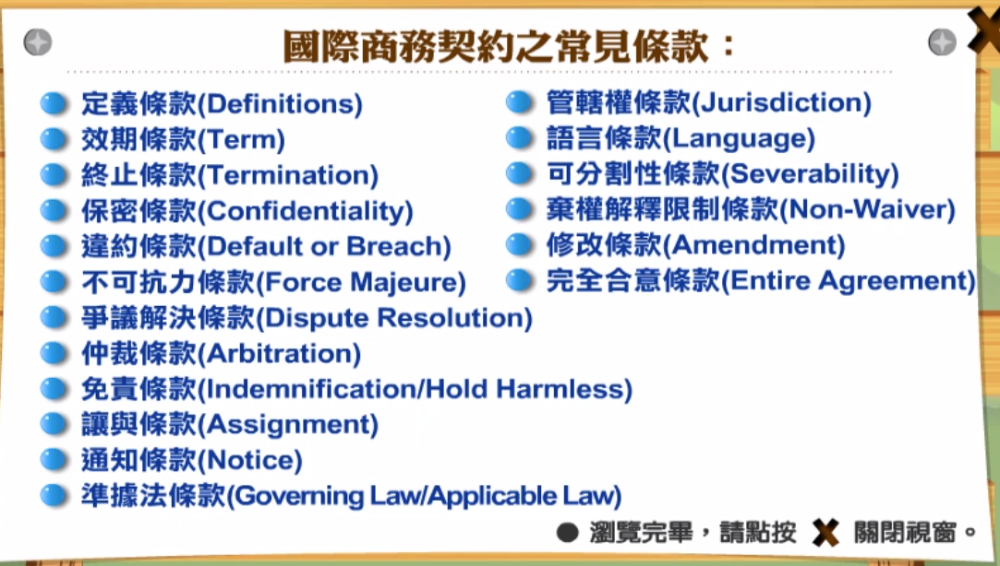 國際商務契約之常見條款：
定義條款(Definitions)
效期條款(Term)
終止條款(Termination)
保密條款(Confidentiality)
違約條款(Default or Breach)
不可抗力條款(Force Majeure)
爭議解決條款(Dispute Resolution)
仲裁條款(Arbitration)
免責條款(Indemnification/Hold Harmless)
讓與條款(Assignment)
通知條款(Notice)
準據法條款(Governing Law/Applicable Law)
管轄權條款(Jurisdiction)
語言條款(Language)
可分割性條款(Severability)
棄權解釋限制條款(Non-Waiver)
修改條款(Amendment)
完全合意條款(Entire Agreement)
● 瀏覽完畢，請點按 ✘ 關閉視窗。